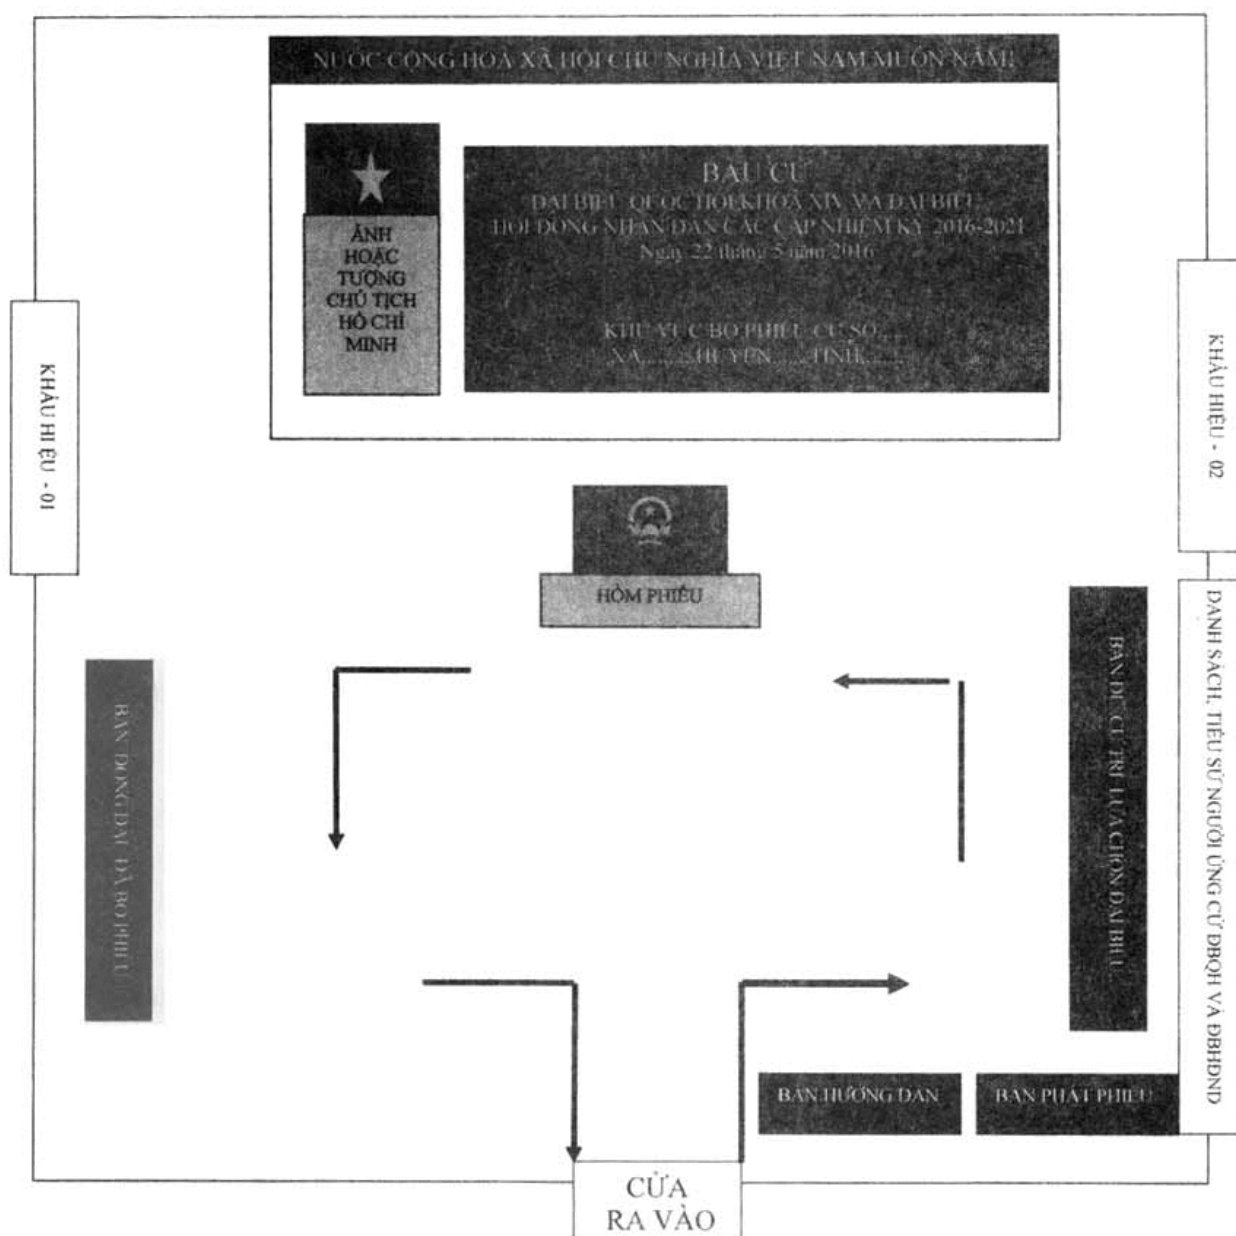 NƯỚC CỘNG HOÀ XÃ HỘI CHỦ NGHĨA VIỆT NAM MUÔN NĂM!
BẦU CỬ
ĐẠI BIỂU QUỐC HỘI KHOÁ XIV VÀ ĐẠI BIỂU
HỘI ĐỒNG NHÂN DÂN CÁC CẤP NHIỆM KỲ 2016-2021
Ngày 22 tháng 5 năm 2016
KHU VỰC BỎ PHIẾU CỬ SỐ.....
XÃ..........HUYỆN.......TỈNH........
ẢNH
HOẶC
TƯỢNG
CHỦ TỊCH
HỒ CHÍ
MINH
KHẨU HIỆU - 01
KHẨU HIỆU - 02
HÒM PHIẾU
BÀN ĐÓNG DẤU ĐÃ BỎ PHIẾU
BÀN ĐỂ CỬ TRI LỰA CHỌN ĐẠI BIỂU
DANH SÁCH, TIỂU SỬ NGƯỜI ỨNG CỬ ĐBQH VÀ ĐBHĐND
BÀN HƯỚNG DẪN
BÀN PHÁT PHIẾU
CỬA
RA VÀO